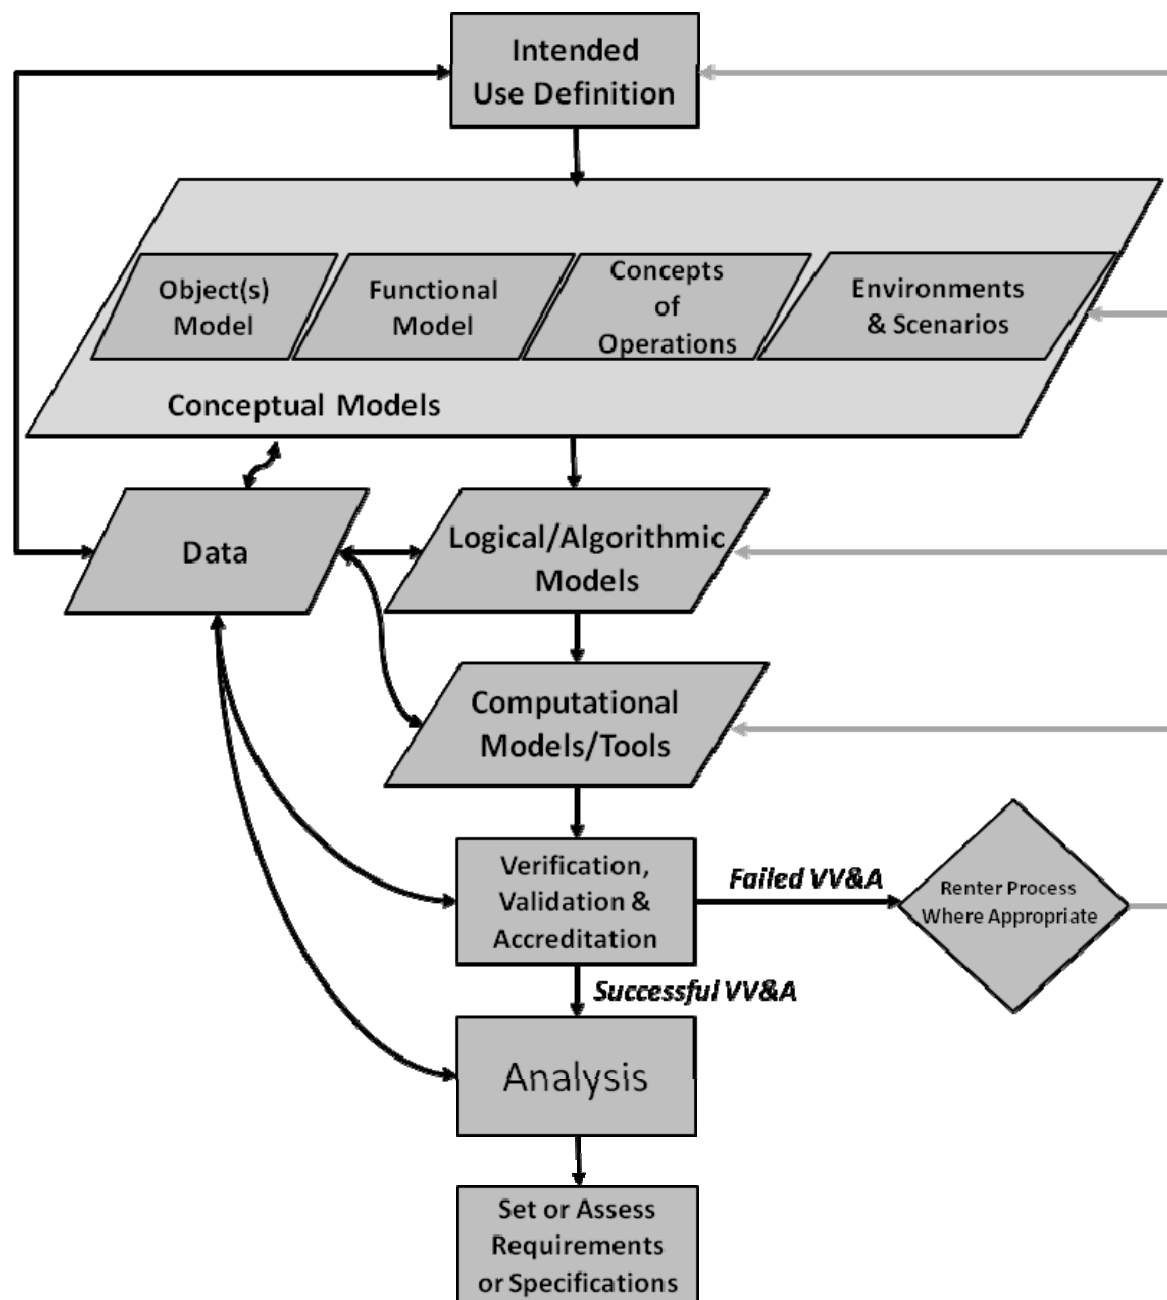 Intended
Use Definition
Object(s)
Model
Functional
Model
Concepts
of
Operations
Environments
& Scenarios
Conceptual Models
Data
Logical/Algorithmic
Models
Computational
Models/Tools
Verification,
Validation &
Accreditation
Failed VV&A
Renter Process
Where Appropriate
Successful VV&A
Analysis
Set or Assess
Requirements
or Specifications